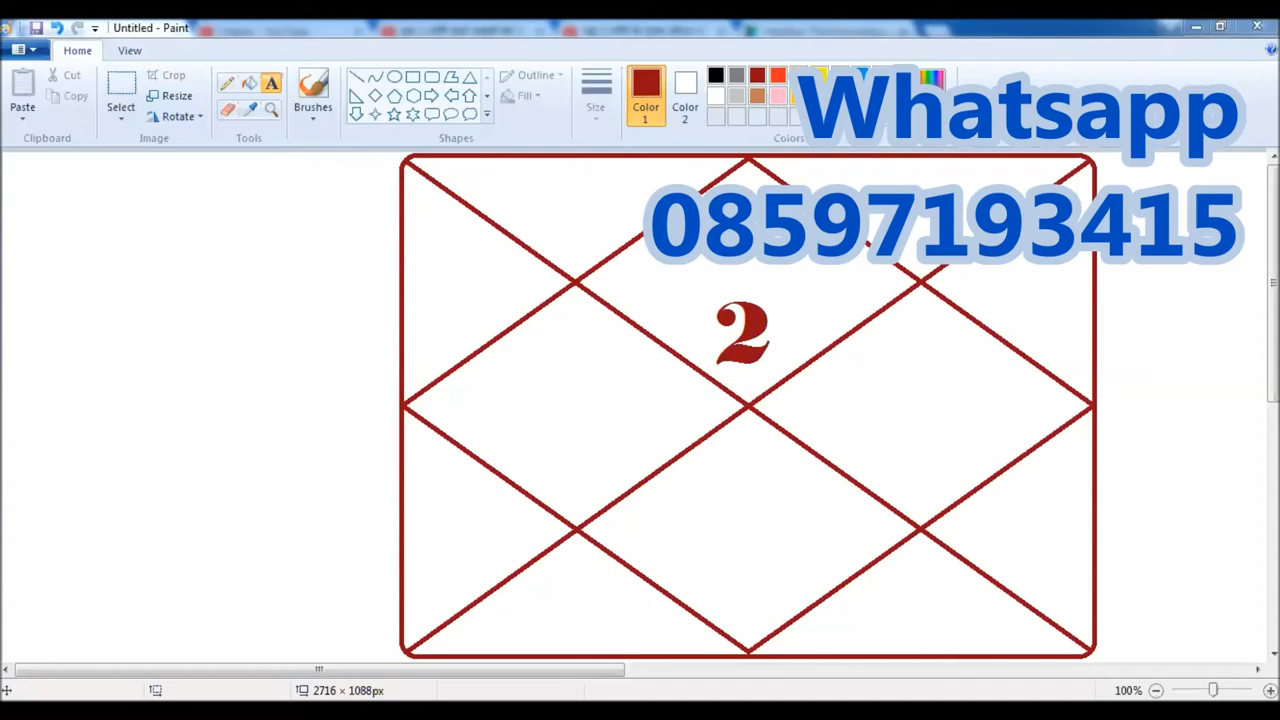 Untitled - Paint
Home
View
Paste
Cut
Copy
Clipboard
Select
Crop
Resize
Rotate
Image
Tools
Brushes
Shapes
Outline
Fill
Size
Color
1
Color
2
Colors
Whatsapp
08597193415
2
2716 × 1088px
100%